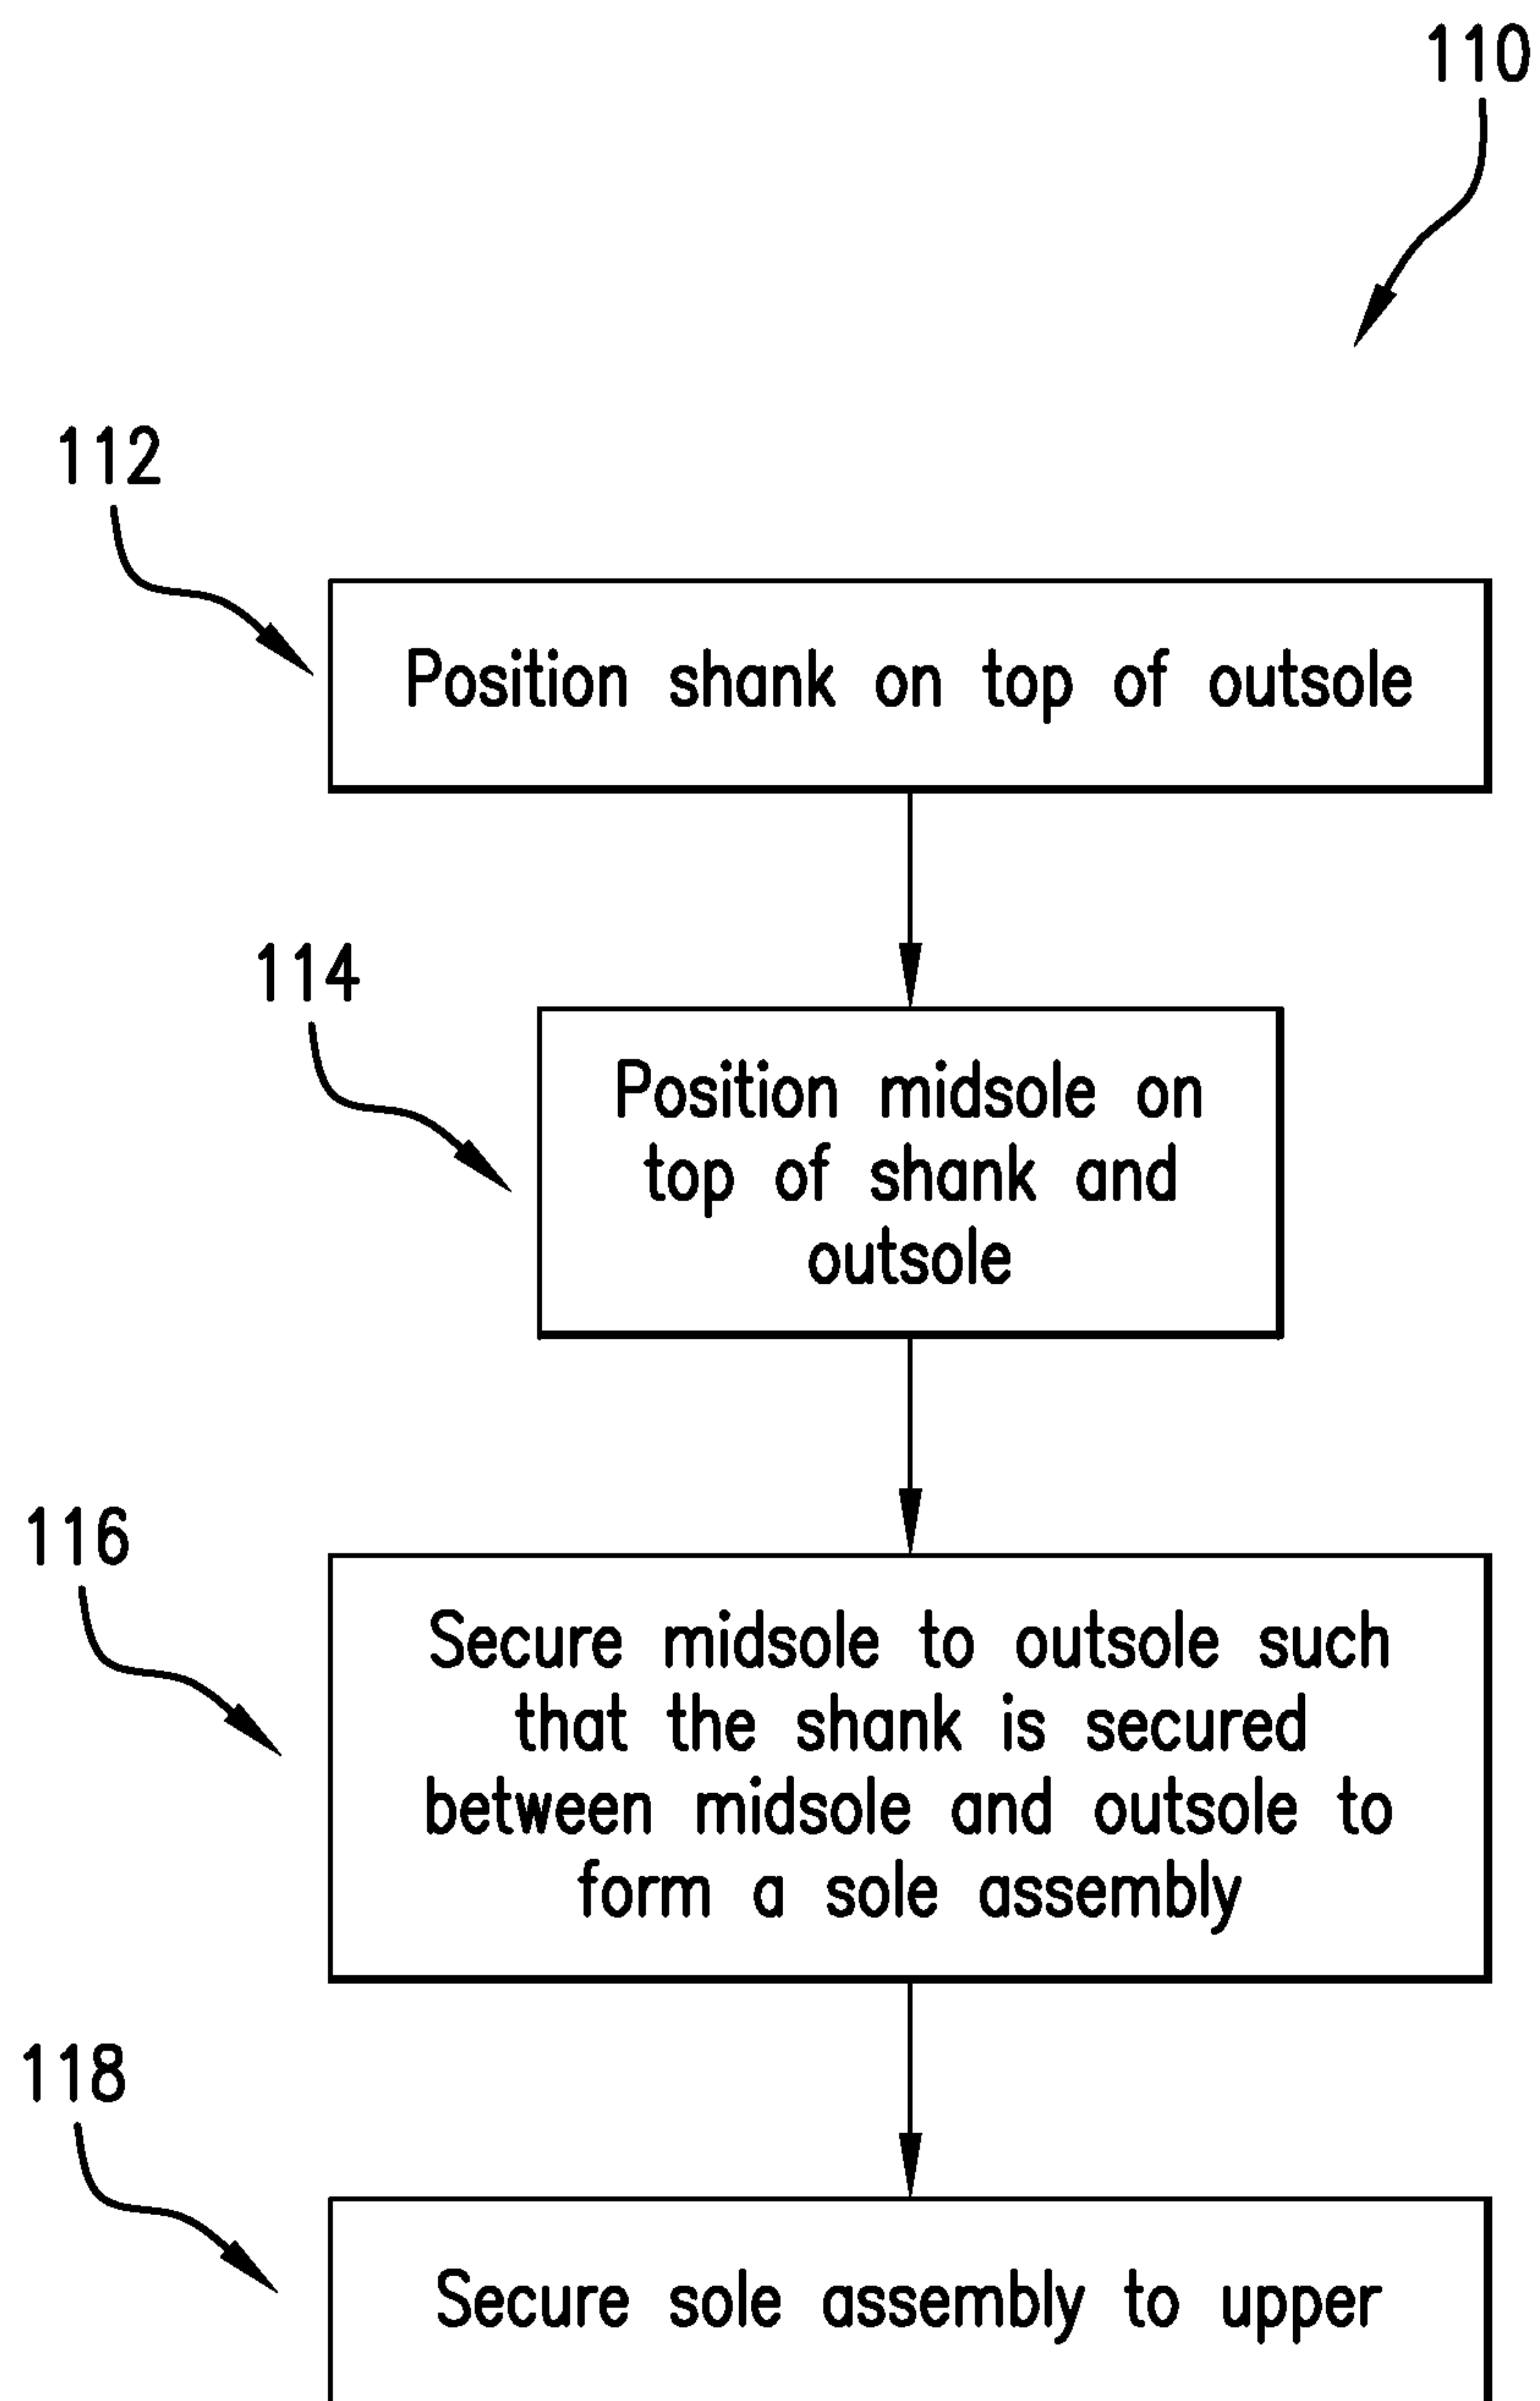 110
112
Position shank on top of outsole
114
Position midsole on
top of shank and
outsole
116
Secure midsole to outsole such
that the shank is secured
between midsole and outsole to
form a sole assembly
118
Secure sole assembly to upper